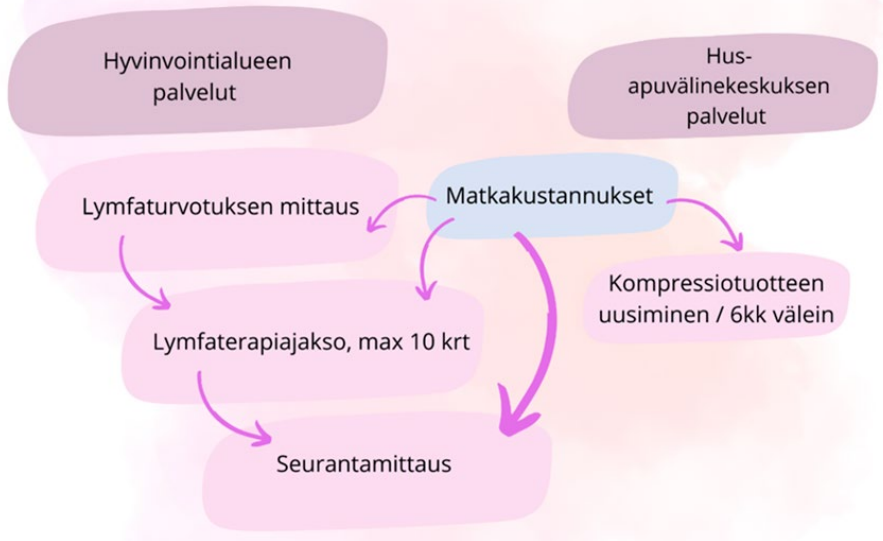 Hyvinvointialueen
palvelut
Hus-
apuvälinekeskuksen
palvelut
Lymfaturvotuksen mittaus
Matkakustannukset
Kompressiotuotteen
uusiminen / 6kk välein
Lymfaterapiajakso, max 10 krt
Seurantamittaus